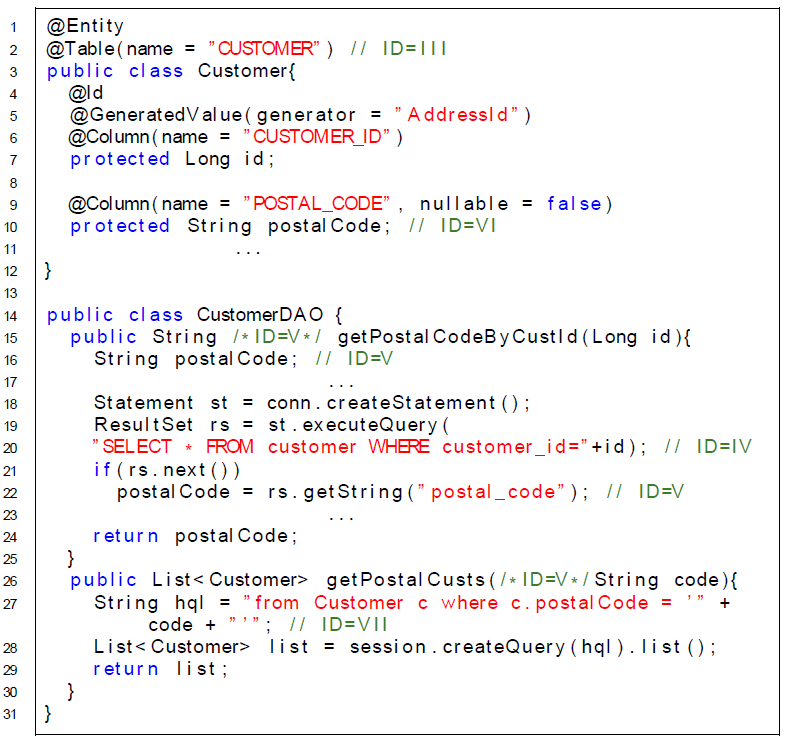 1 @Entity
2 @Table(name = "CUSTOMER") // ID=III
3 public class Customer{
4 @Id
5 @GeneratedValue(generator = "AddressId")
6 @Column(name = "CUSTOMER_ID")
7 protected Long id;
8
9 @Column(name = "POSTAL_CODE", nullable = false)
10 protected String postalCode; // ID=VI
11 ...
12 }
13
14 public class CustomerDAO {
15 public String /*ID=V*/ getPostalCodeByCustId(Long id){
16 String postalCode; // ID=V
17 ...
18 Statement st = conn.createStatement();
19 ResultSet rs = st.executeQuery(
20 "SELECT * FROM customer WHERE customer_id="+id); // ID=IV
21 if(rs.next())
22 postalCode = rs.getString("postal_code"); // ID=V
23 ...
24 return postalCode;
25 }
26 public List<Customer> getPostalCusts(/*ID=V*/String code){
27 String hql = "from Customer c where c.postalCode = '" +
code + "'"; // ID=VII
28 List<Customer> list = session.createQuery(hql).list();
29 return list;
30 }
31 }